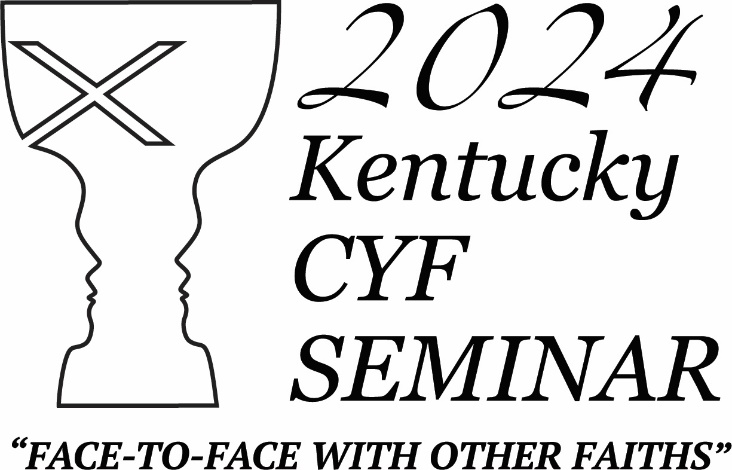 2024
Kentucky
CYF
SEMINAR
“FACE-TO-FACE WITH OTHER FAITHS”